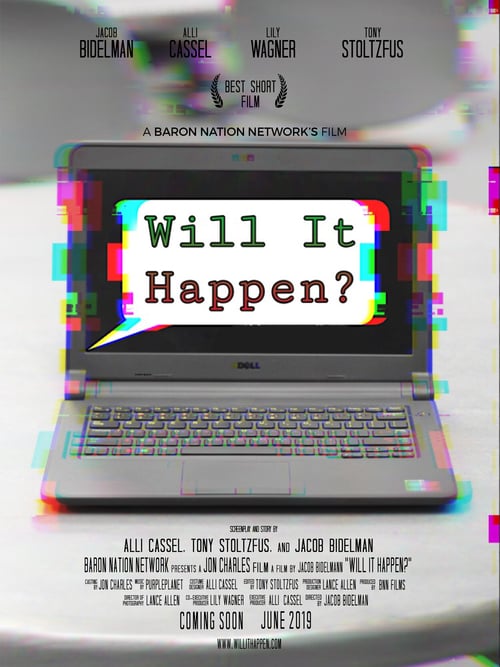 JACOB BIDELMAN
ALLI CASSEL
LILY WAGNER
TONY STOLTZFUS
BEST SHORT
FILM
A BARON NATION NETWORK'S FILM
Will It
Happen?
DELL
SCREENPLAY AND STORY BY
ALLI CASSEL. TONY STOLTZFUS. AND JACOB BIDELMAN
BARON NATION NETWORK PRESENTS A JON CHARLES FILM A FILM BY JACOB BIDELMANN "WILL IT HAPPEN?"
CASTING BY JON CHARLES MUSIC BY PURPLEPLANET COSTUME DESIGNER ALLI CASSEL EDITED BY TONY STOLTZFUS PRODUCTION DESIGNER LANCE ALLEN PRODUCED BY BNN FILMS
DIRECTOR OF PHOTOGRAPHY LANCE ALLEN CO-EXECUTIVE PRODUCER LILY WAGNER EXECUTIVE PRODUCER ALLI CASSEL DIRECTED BY JACOB BIDELMAN
COMING SOON JUNE 2019
WWW.WILLITHAPPEN.COM